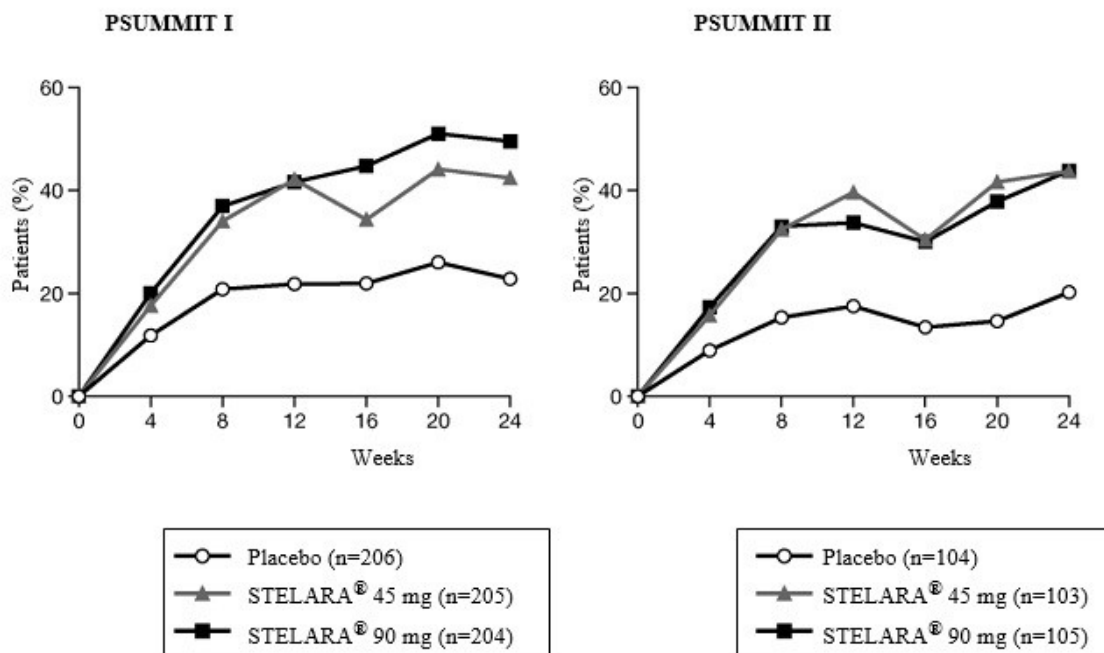 PSUMMIT I
60
40
20
0
Patients (%)
0 4 8 12 16 20 24
Weeks
Placebo (n=206)
STELARA® 45 mg (n=205)
STELARA® 90 mg (n=204)
PSUMMIT II
60
40
20
0
Patients (%)
0 4 8 12 16 20 24
Weeks
Placebo (n=104)
STELARA® 45 mg (n=103)
STELARA® 90 mg (n=105)